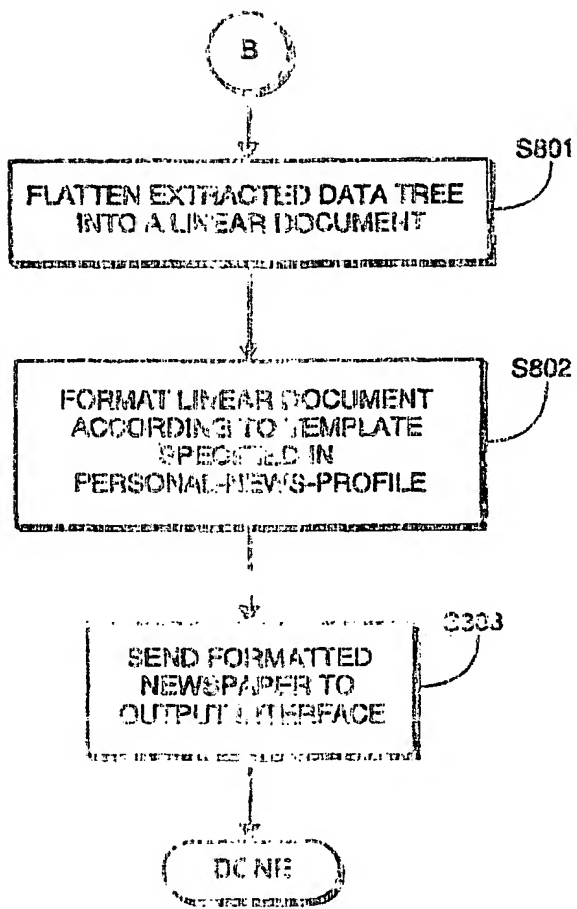 B
S801
FLATTEN EXTRACTED DATA TREE
INTO A LINEAR DOCUMENT
S802
FORMAT LINEAR DOCUMENT
ACCORDING TO TEMPLATE
SPECIFIED IN
PERSONAL-NEWS-PROFILE
S803
SEND FORMATTED
NEWSPAPER TO
OUTPUT INTERFACE
DONE